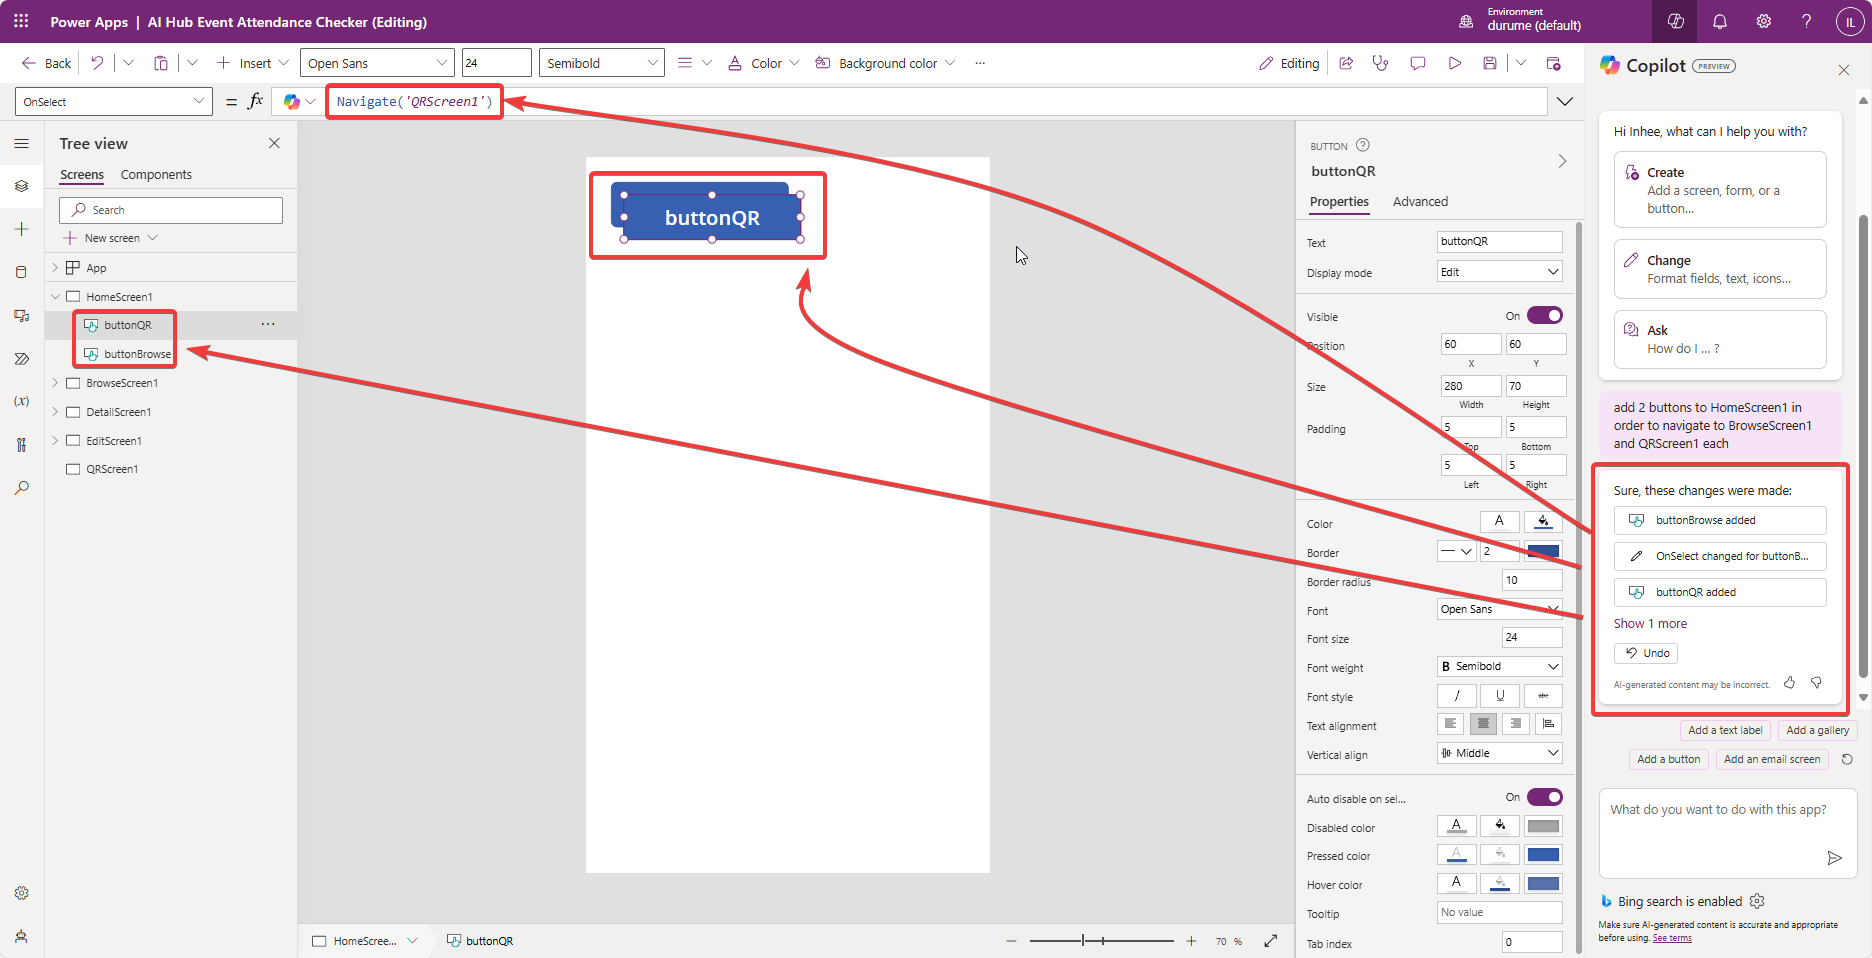 Power Apps | AI Hub Event Attendance Checker (Editing)
Environment
durume (default)
IL
Back
Insert
Open Sans
24
Semibold
Color
Background color
Editing
OnSelect
= fx
Navigate('QRScreen1')
Tree view
Screens
Components
Search
New screen
App
HomeScreen1
buttonQR
buttonBrowse
BrowseScreen1
DetailScreen1
EditScreen1
QRScreen1
(x)
buttonQR
HomeScree...
buttonQR
70 %
BUTTON
buttonQR
Properties
Advanced
Text
buttonQR
Display mode
Edit
Visible
On
Position
60
60
X
Y
Size
280
70
Width
Height
Padding
5
5
Top
Bottom
5
5
Left
Right
Color
A
Border
2
Border radius
10
Font
Open Sans
Font size
24
Font weight
B Semibold
Font style
/
U
abc
Text alignment
Vertical align
Middle
Auto disable on sel...
On
Disabled color
A
Pressed color
A
Hover color
A
Tooltip
No value
Tab index
0
Copilot
PREVIEW
Hi Inhee, what can I help you with?
Create
Add a screen, form, or a
button...
Change
Format fields, text, icons...
Ask
How do I ... ?
add 2 buttons to HomeScreen1 in
order to navigate to BrowseScreen1
and QRScreen1 each
Sure, these changes were made:
buttonBrowse added
OnSelect changed for buttonB...
buttonQR added
Show 1 more
Undo
AI-generated content may be incorrect.
Add a text label
Add a gallery
Add a button
Add an email screen
What do you want to do with this app?
Bing search is enabled
Make sure AI-generated content is accurate and appropriate
before using. See terms